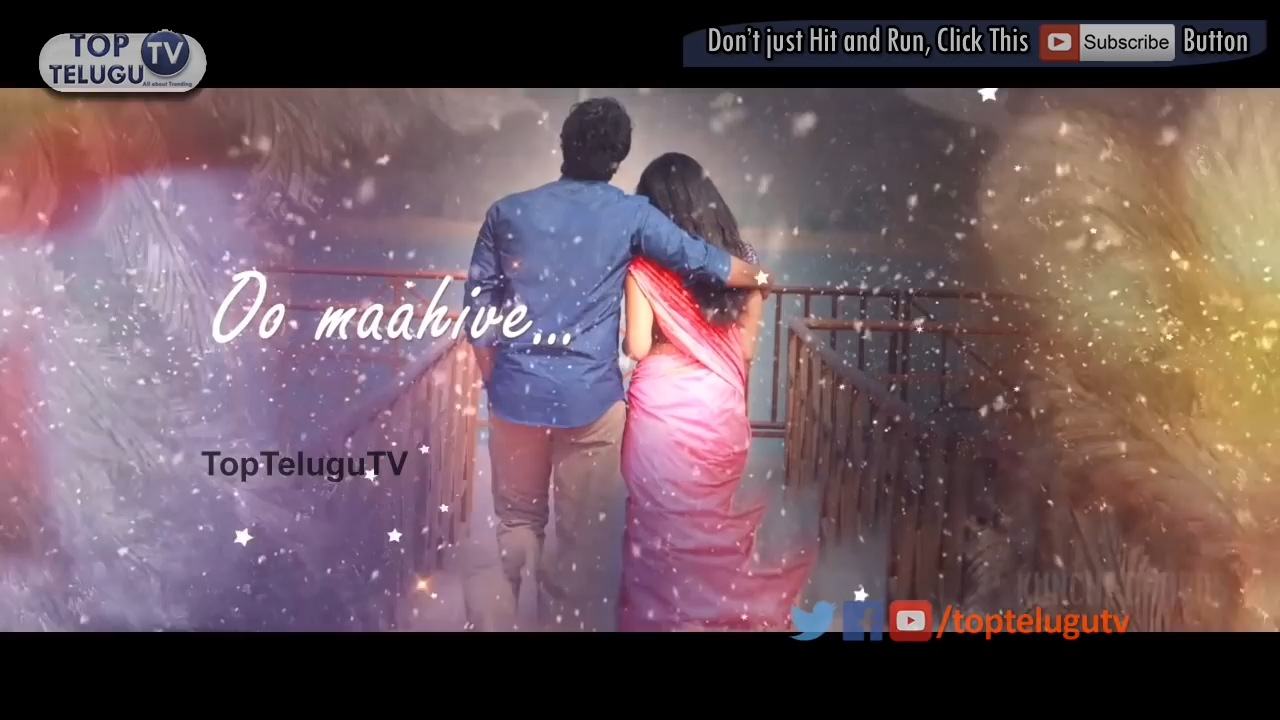 TOP TV
TELUGU
All about Trending
Don't just Hit and Run, Click This Subscribe Button
Oo maahive...
TopTeluguTV
/toptelugutv